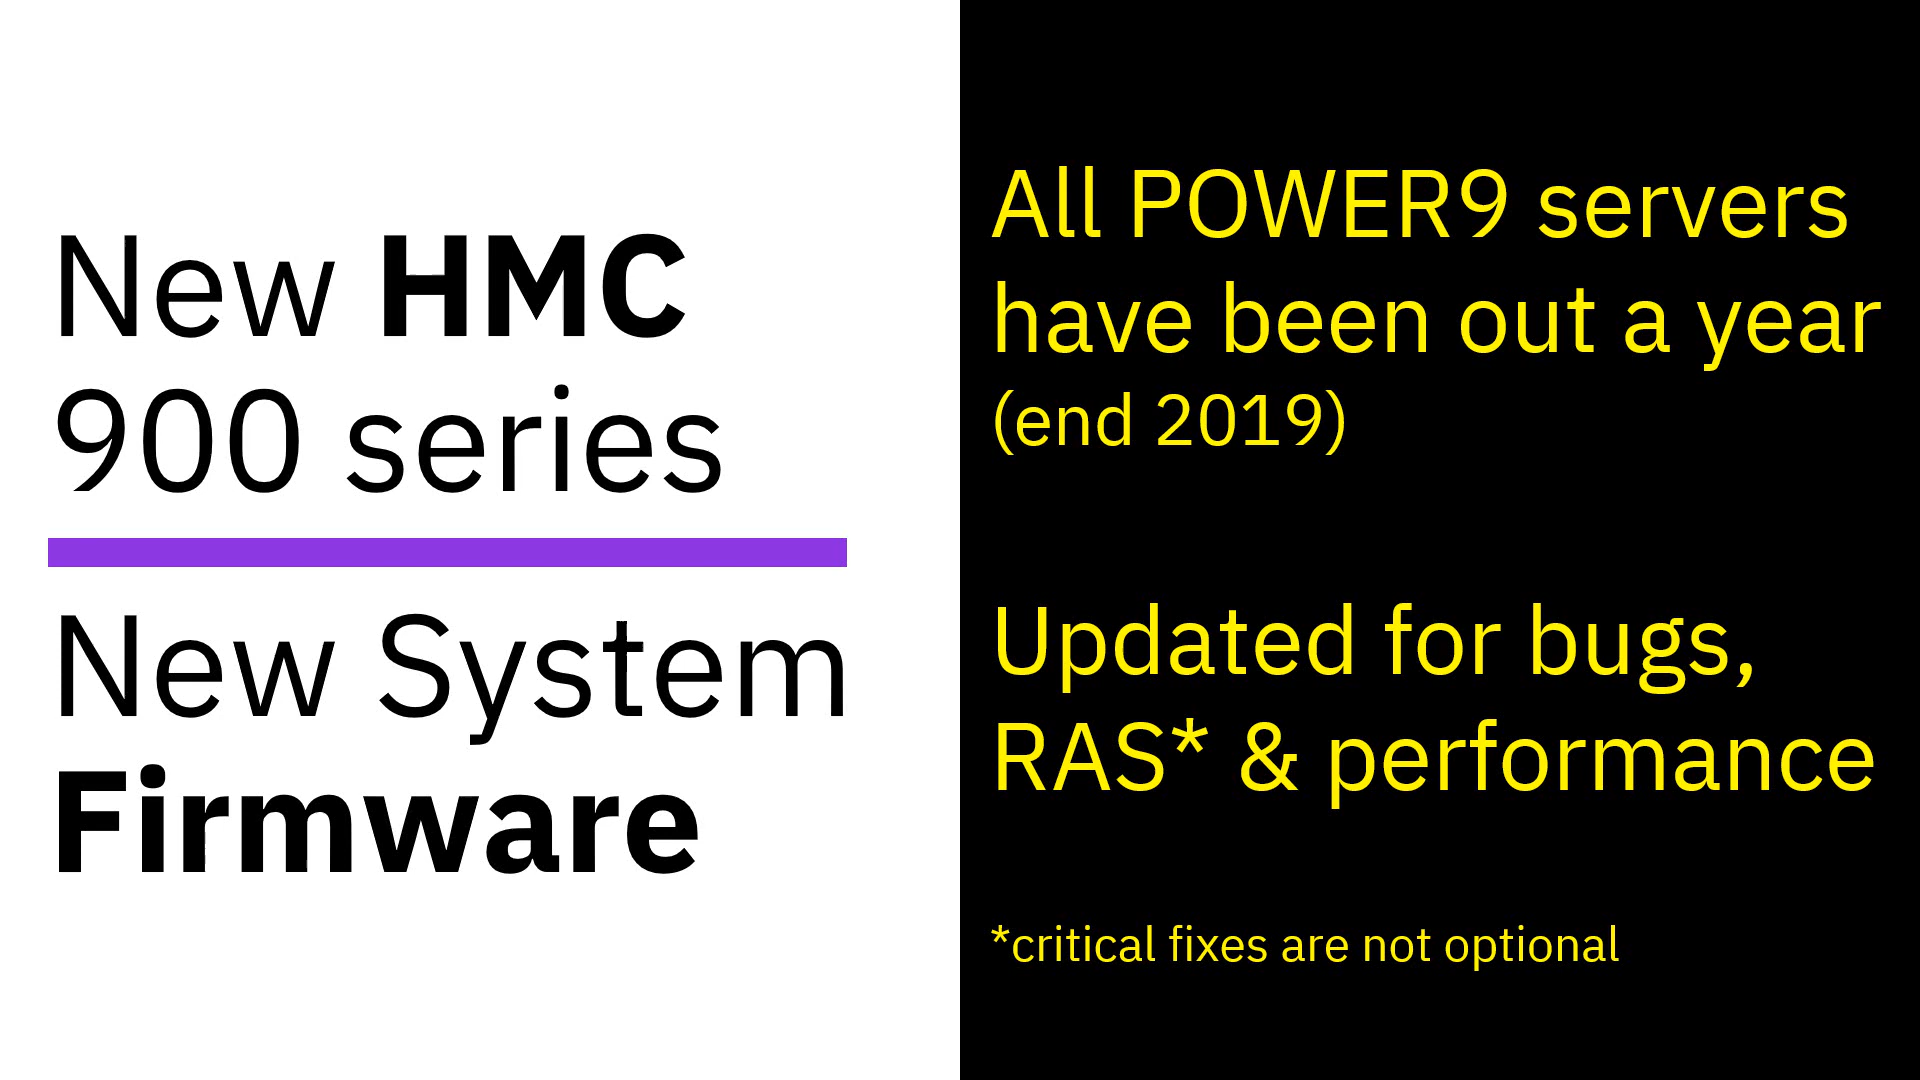 New HMC
900 series
New System
Firmware
All POWER9 servers
have been out a year
(end 2019)
Updated for bugs,
RAS* & performance
*critical fixes are not optional